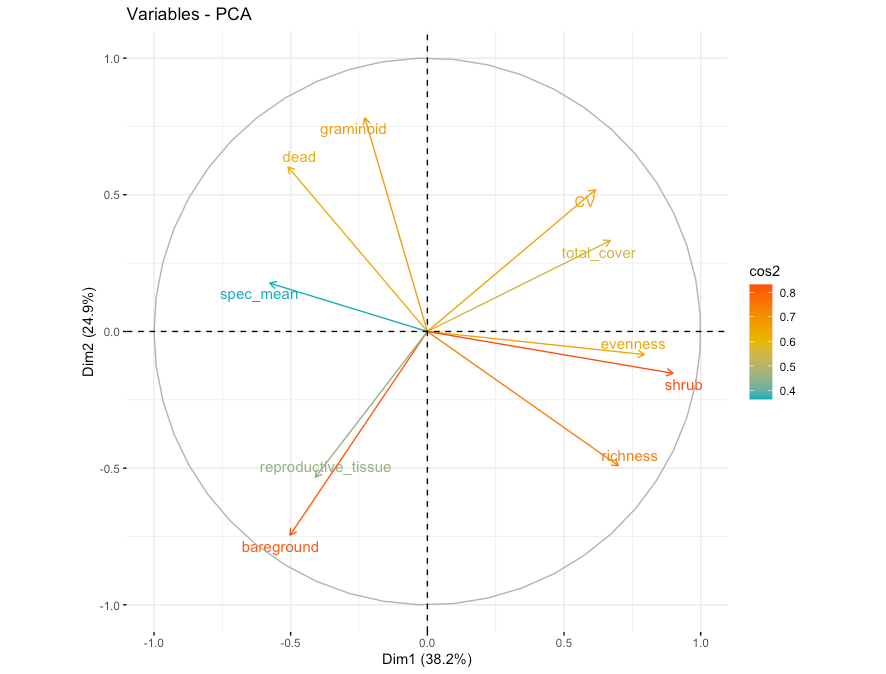 Variables - PCA
1.0
graminoid
dead
0.5
CV
total_cover
cos2
spec_mean
0.8
0.7
0.6
0.5
0.4
Dim2 (24.9%)
0.0
evenness
shrub
richness
reproductive_tissue
-0.5
bareground
-1.0
-1.0
-0.5
0.0
0.5
1.0
Dim1 (38.2%)